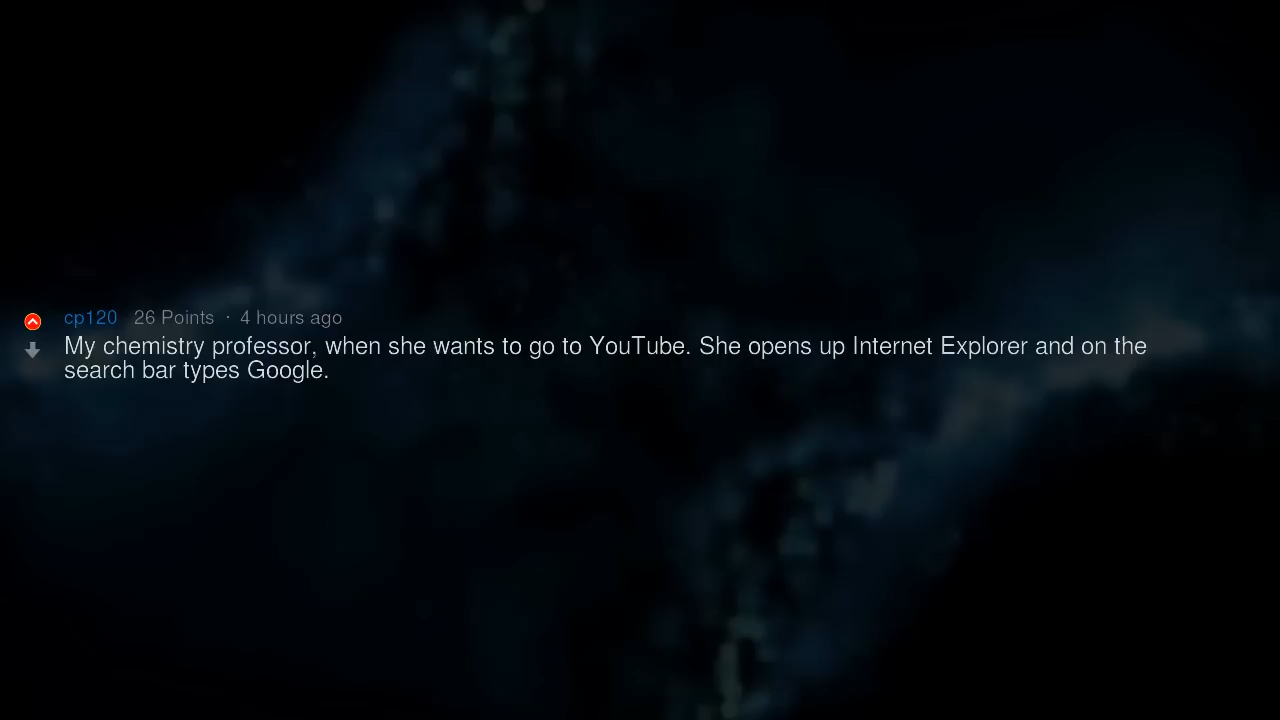 cp120 26 Points · 4 hours ago
My chemistry professor, when she wants to go to YouTube. She opens up Internet Explorer and on the
search bar types Google.